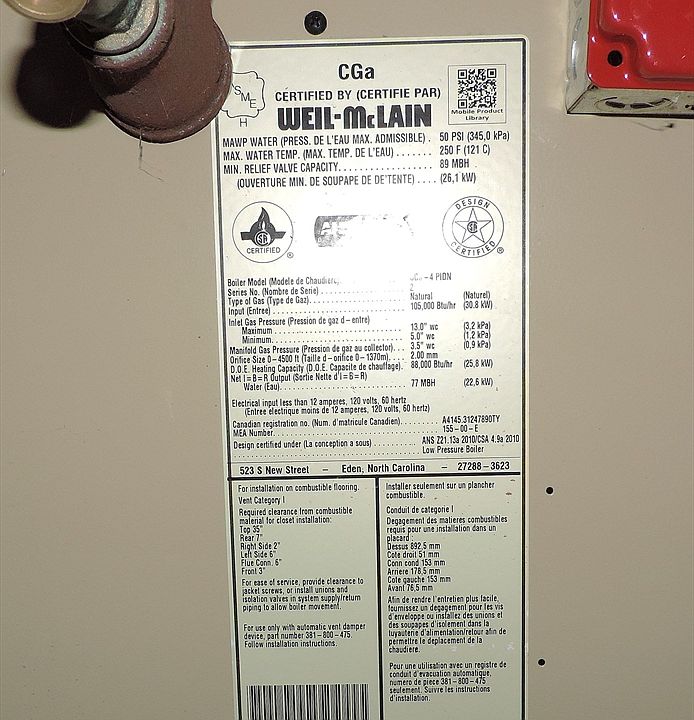 CGa
CERTIFIED BY (CERTIFIE PAR)
WEIL-McLAIN
SME
H
Mobile Product
Library
MAWP WATER (PRESS. DE L'EAU MAX. ADMISSIBLE) . 50 PSI (345,0 kPa)
MAX. WATER TEMP. (MAX. TEMP. DE L'EAU) ....... 250 F (121 C)
MIN. RELIEF VALVE CAPACITY.................. 89 MBH
(OUVERTURE MIN. DE SOUPAPE DE DE'TENTE) .... (26,1 kW)
CERTIFIED
DESIGN
CERTIFIED
Boiler Model (Modele de Chaudiere) -4 PIDN
Series No. (Nombre de Serie) 2
Type of Gas (Type de Gaz) Natural (Naturel)
Input (Entree) 105,000 Btu/hr (30.8 kW)
Inlet Gas Pressure (Pression de gaz d-entre)
Maximum 13.0" wc (3,2 kPa)
Minimum 5.0" wc (1,2 kPa)
Manifold Gas Pressure (Pression de gaz au collector) 3.5" wc (0,9 kPa)
Orifice Size 0-4500 ft (Taille d-orifice 0-1370m) 2.00 mm
D.O.E. Heating Capacity (D.O.E. Capacite de chauffage) 88,000 Btu/hr (25,8 kW)
Net I=B=R Output (Sortie Nette d'I=B=R)
Water (Eau) 77 MBH (22,6 kW)
Electrical input less than 12 amperes, 120 volts, 60 hertz
(Entree electrique moins de 12 amperes, 120 volts, 60 hertz)
Canadian registration no. (Num. d'matricule Canadien) A4145.31247890TY
MEA Number 155-00-E
Design certified under (La conception a sous) ANS Z21.13a 2010/CSA 4.9a 2010
Low Pressure Boiler
523 S New Street – Eden, North Carolina – 27288-3623
For installation on combustible flooring.
Vent Category I
Required clearance from combustible
material for closet installation:
Top 35"
Rear 7"
Right Side 2"
Left Side 6"
Flue Conn. 6"
Front 3"
For ease of service, provide clearance to
jacket screws, or install unions and
isolation valves in system supply/return
piping to allow boiler movement.
For use only with automatic vent damper
device, part number 381-800-475.
Follow installation instructions.
Installer seulement sur un plancher
combustible.
Conduit de categorie I
Degagement des matieres combustibles
requis pour une installation dans un
placard :
Dessus 892,5 mm
Cote droit 51 mm
Conn cond 153 mm
Arriere 178,5 mm
Cote gauche 153 mm
Avant 76,5 mm
Afin de rendre l'entretien plus facile,
fournissez un degagement pour les vis
d'enveloppe ou installez des unions et
des soupapes d'isolement dans la
tuyauterie d'alimentation/retour afin de
permettre le deplacement de la
chaudiere.
Pour une utilisation avec un registre de
conduit d'evacuation automatique,
numero de piece 381-800-475
seulement. Suivre les instructions
d'installation.